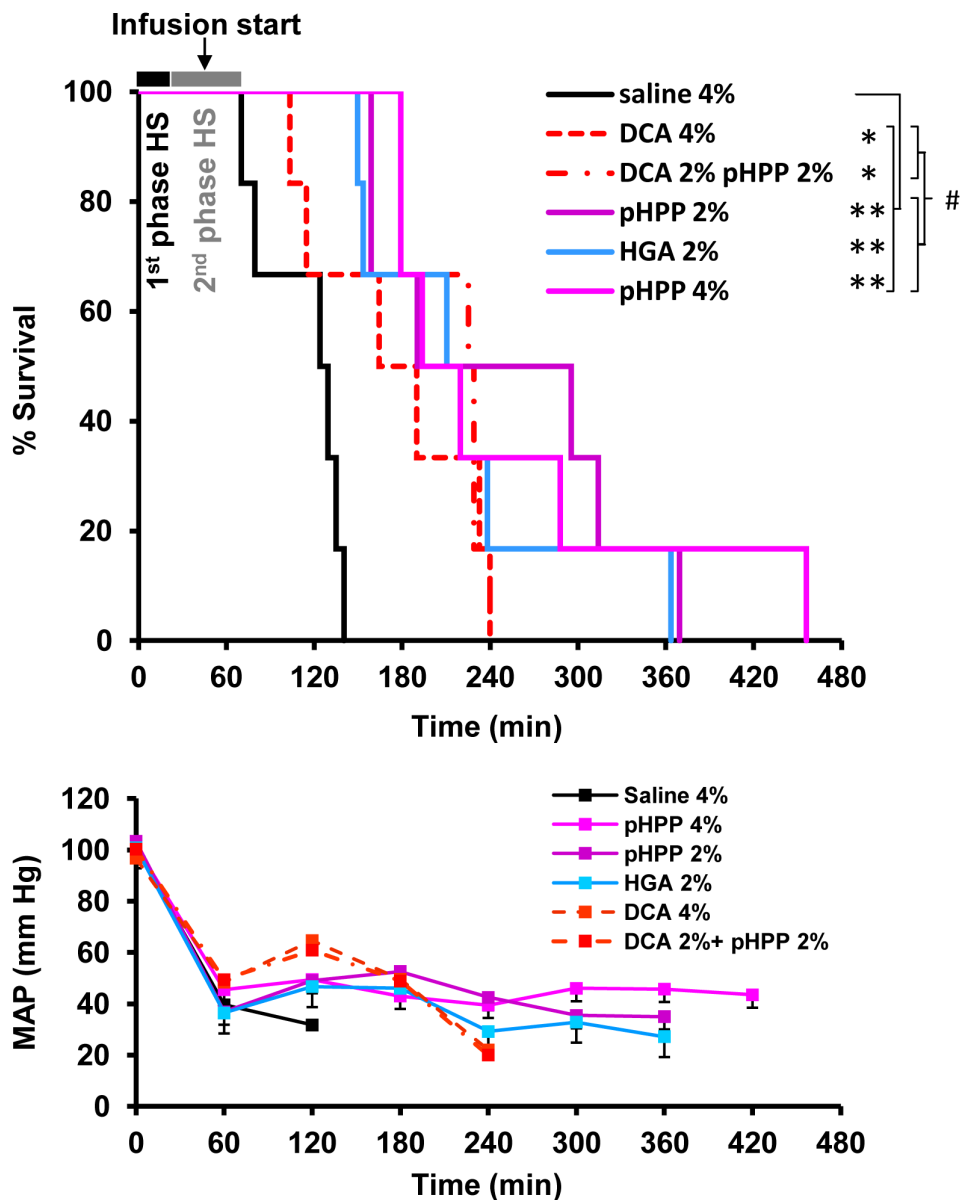 Infusion start
100
80
60
40
20
0
% Survival
1st phase HS
2nd phase HS
saline 4%
DCA 4%
DCA 2% pHPP 2%
pHPP 2%
HGA 2%
pHPP 4%
*
*
**
**
**
#
0 60 120 180 240 300 360 420 480
Time (min)
120
100
80
60
40
20
0
MAP (mm Hg)
Saline 4%
pHPP 4%
pHPP 2%
HGA 2%
DCA 4%
DCA 2%+ pHPP 2%
0 60 120 180 240 300 360 420 480
Time (min)